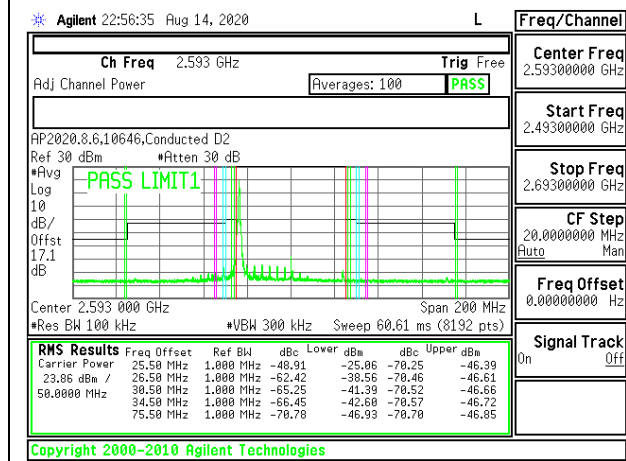 Agilent 22:56:35 Aug 14, 2020 L
Freq/Channel
Ch Freq 2.593 GHz Trig Free
Adj Channel Power Averages: 100 PASS
AP2020.8.6,10646,Conducted D2
Ref 30 dBm #Atten 30 dB
#Avg
Log
10
dB/
Offst
17.1
dB
PASS LIMIT1
Center 2.593 000 GHz Span 200 MHz
#Res BW 100 kHz #VBW 300 kHz Sweep 60.61 ms (8192 pts)
RMS Results Freq Offset Ref BW dBc Lower dBm dBc Upper dBm
Carrier Power 25.50 MHz 1.000 MHz -48.91 -25.06 -70.25 -46.39
23.86 dBm / 26.50 MHz 1.000 MHz -62.42 -38.56 -70.46 -46.61
50.0000 MHz 30.50 MHz 1.000 MHz -65.25 -41.39 -70.52 -46.66
34.50 MHz 1.000 MHz -66.45 -42.60 -70.57 -46.72
75.50 MHz 1.000 MHz -70.78 -46.93 -70.70 -46.85
Copyright 2000-2010 Agilent Technologies
Center Freq
2.59300000 GHz
Start Freq
2.49300000 GHz
Stop Freq
2.69300000 GHz
CF Step
20.0000000 MHz
Auto Man
Freq Offset
0.00000000 Hz
Signal Track
On Off